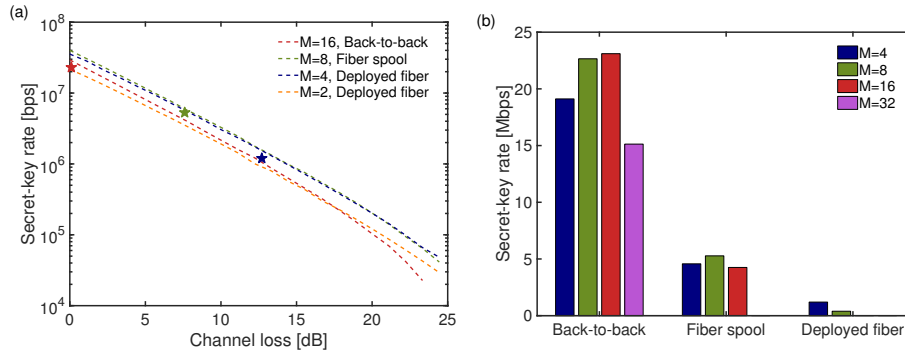 (a)
10^8
10^7
10^6
10^5
10^4
Secret-key rate [bps]
M=16, Back-to-back
M=8, Fiber spool
M=4, Deployed fiber
M=2, Deployed fiber
0 5 10 15 20 25
Channel loss [dB]
(b)
30
25
20
15
10
5
0
Secret-key rate [Mbps]
M=4
M=8
M=16
M=32
Back-to-back Fiber spool Deployed fiber